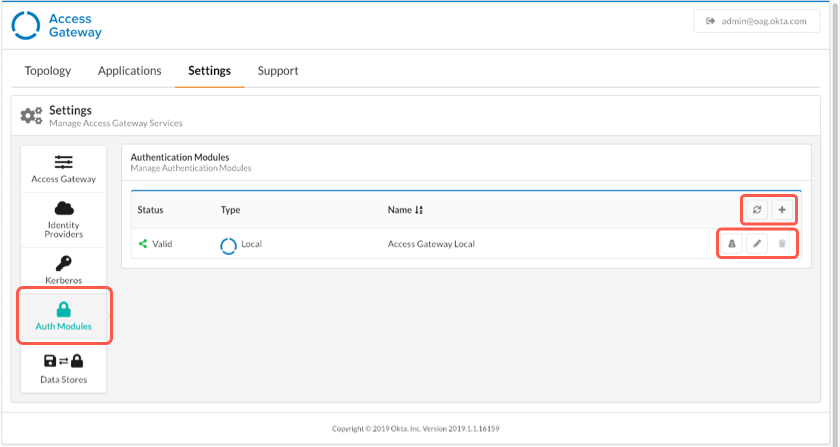 Access
Gateway
admin@oag.okta.com
Topology Applications Settings Support
Settings
Manage Access Gateway Services
Access Gateway
Identity
Providers
Kerberos
Auth Modules
Data Stores
Authentication Modules
Manage Authentication Modules
Status Type Name
Valid Local Access Gateway Local
Copyright © 2019 Okta, Inc. Version 2019.1.1.16159